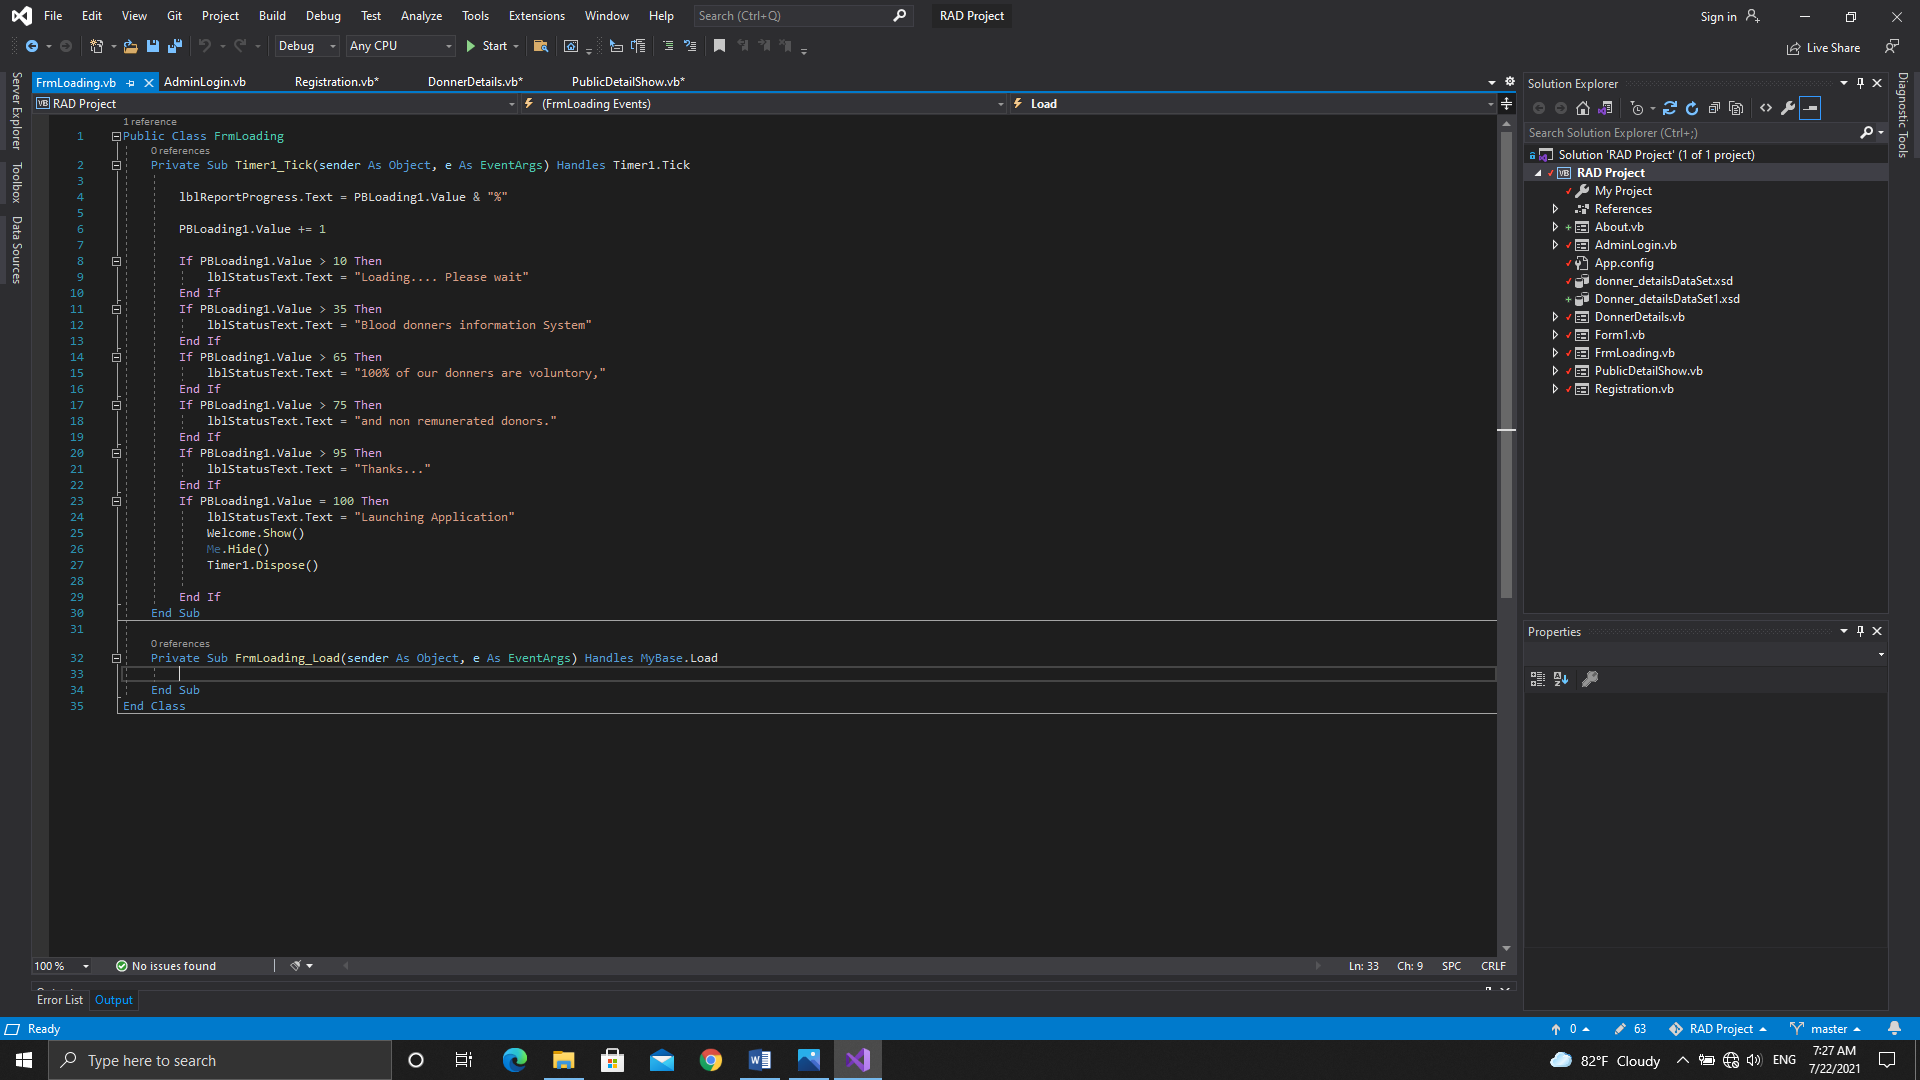 File Edit View Git Project Build Debug Test Analyze Tools Extensions Window Help Search (Ctrl+Q) RAD Project Sign in
Debug Any CPU Start Live Share
FrmLoading.vb AdminLogin.vb Registration.vb* DonnerDetails.vb* PublicDetailShow.vb*
VB RAD Project (FrmLoading Events) Load
Server Explorer
Toolbox
Data Sources
1 reference
1 Public Class FrmLoading
0 references
2 Private Sub Timer1_Tick(sender As Object, e As EventArgs) Handles Timer1.Tick
3
4 lblReportProgress.Text = PBLoading1.Value & "%"
5
6 PBLoading1.Value += 1
7
8 If PBLoading1.Value > 10 Then
9 lblStatusText.Text = "Loading.... Please wait"
10 End If
11 If PBLoading1.Value > 35 Then
12 lblStatusText.Text = "Blood donners information System"
13 End If
14 If PBLoading1.Value > 65 Then
15 lblStatusText.Text = "100% of our donners are voluntory,"
16 End If
17 If PBLoading1.Value > 75 Then
18 lblStatusText.Text = "and non remunerated donors."
19 End If
20 If PBLoading1.Value > 95 Then
21 lblStatusText.Text = "Thanks..."
22 End If
23 If PBLoading1.Value = 100 Then
24 lblStatusText.Text = "Launching Application"
25 Welcome.Show()
26 Me.Hide()
27 Timer1.Dispose()
28
29 End If
30 End Sub
31
0 references
32 Private Sub FrmLoading_Load(sender As Object, e As EventArgs) Handles MyBase.Load
33
34 End Sub
35 End Class
100 % No issues found Ln: 33 Ch: 9 SPC CRLF
Error List Output
Solution Explorer
Search Solution Explorer (Ctrl+;)
Solution 'RAD Project' (1 of 1 project)
VB RAD Project
My Project
References
About.vb
AdminLogin.vb
App.config
donner_detailsDataSet.xsd
Donner_detailsDataSet1.xsd
DonnerDetails.vb
Form1.vb
FrmLoading.vb
PublicDetailShow.vb
Registration.vb
Properties
Diagnostic Tools
Ready 0 63 RAD Project master
Type here to search 82°F Cloudy ENG 7:27 AM
7/22/2021